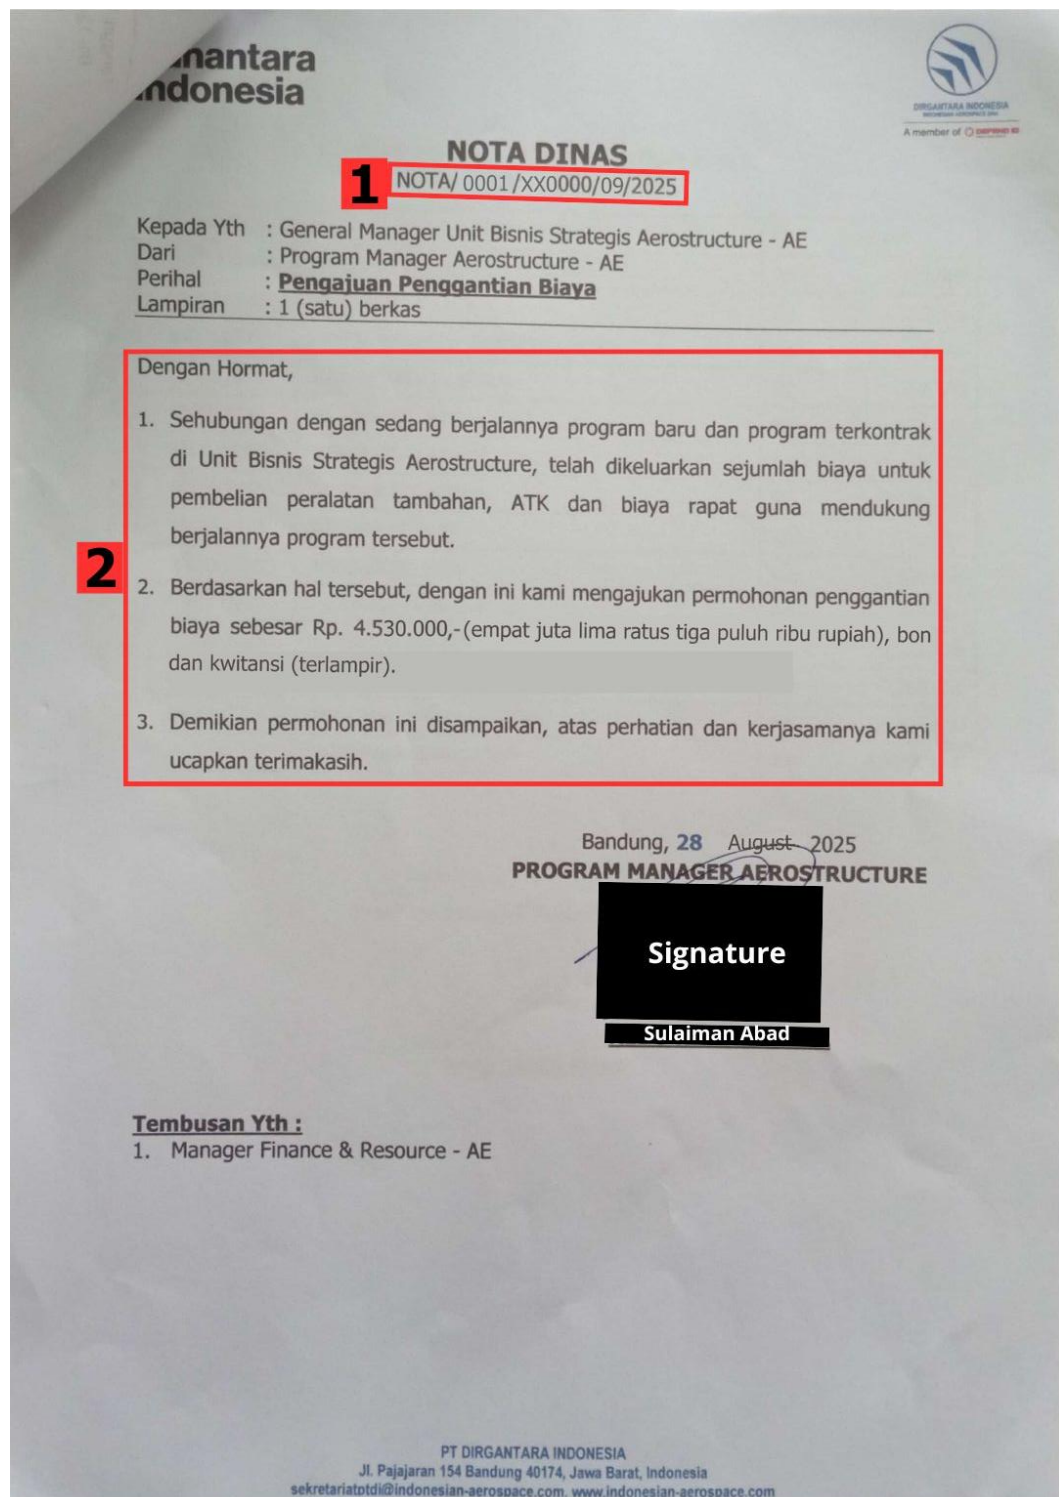 ndonesia
DIRGANTARA INDONESIA
INDONESIAN AEROSPACE
A member of DEFEND ID
NOTA DINAS
1
NOTA/ 0001 /XX0000/09/2025
Kepada Yth : General Manager Unit Bisnis Strategis Aerostructure - AE
Dari : Program Manager Aerostructure - AE
Perihal : Pengajuan Penggantian Biaya
Lampiran : 1 (satu) berkas
Dengan Hormat,
1. Sehubungan dengan sedang berjalannya program baru dan program terkontrak
di Unit Bisnis Strategis Aerostructure, telah dikeluarkan sejumlah biaya untuk
pembelian peralatan tambahan, ATK dan biaya rapat guna mendukung
berjalannya program tersebut.
2
2. Berdasarkan hal tersebut, dengan ini kami mengajukan permohonan penggantian
biaya sebesar Rp. 4.530.000,-(empat juta lima ratus tiga puluh ribu rupiah), bon
dan kwitansi (terlampir).
3. Demikian permohonan ini disampaikan, atas perhatian dan kerjasamanya kami
ucapkan terimakasih.
Bandung, 28 August 2025
PROGRAM MANAGER AEROSTRUCTURE
Signature
Sulaiman Abad
Tembusan Yth :
1. Manager Finance & Resource - AE
PT DIRGANTARA INDONESIA
Jl. Pajajaran 154 Bandung 40174, Jawa Barat, Indonesia
sekretariatptdi@indonesian-aerospace.com, www.indonesian-aerospace.com